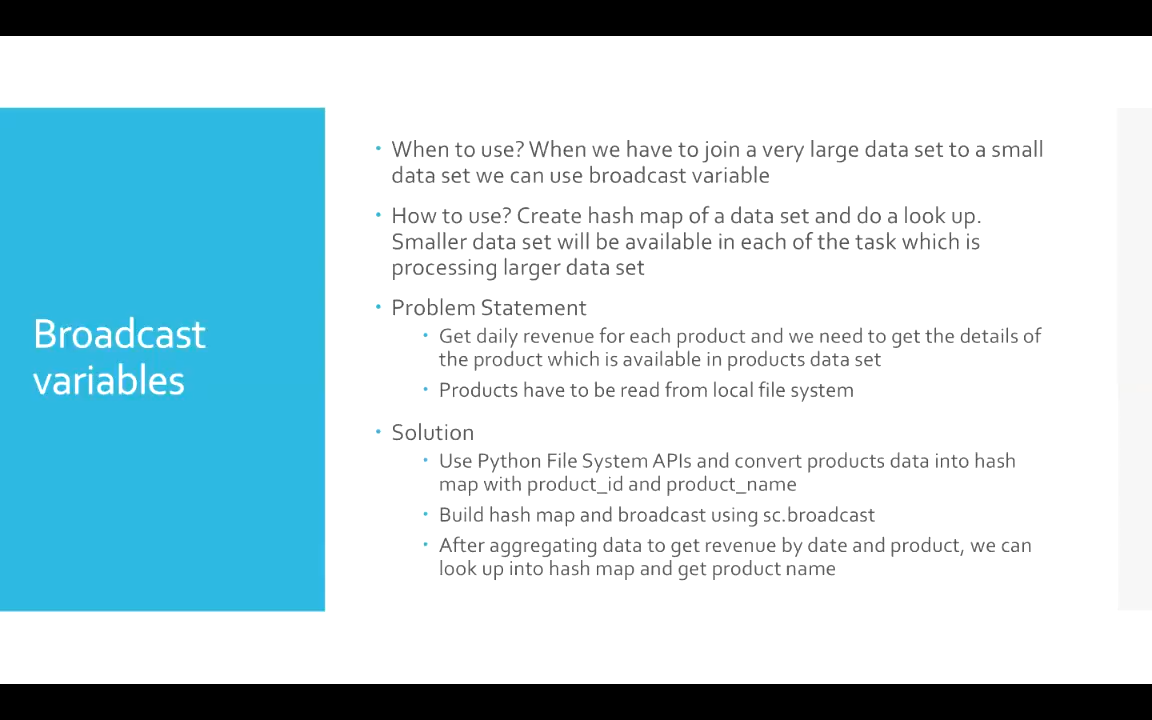 Broadcast
variables
• When to use? When we have to join a very large data set to a small
data set we can use broadcast variable
• How to use? Create hash map of a data set and do a look up.
Smaller data set will be available in each of the task which is
processing larger data set
• Problem Statement
• Get daily revenue for each product and we need to get the details of
the product which is available in products data set
• Products have to be read from local file system
• Solution
• Use Python File System APIs and convert products data into hash
map with product_id and product_name
• Build hash map and broadcast using sc.broadcast
• After aggregating data to get revenue by date and product, we can
look up into hash map and get product name